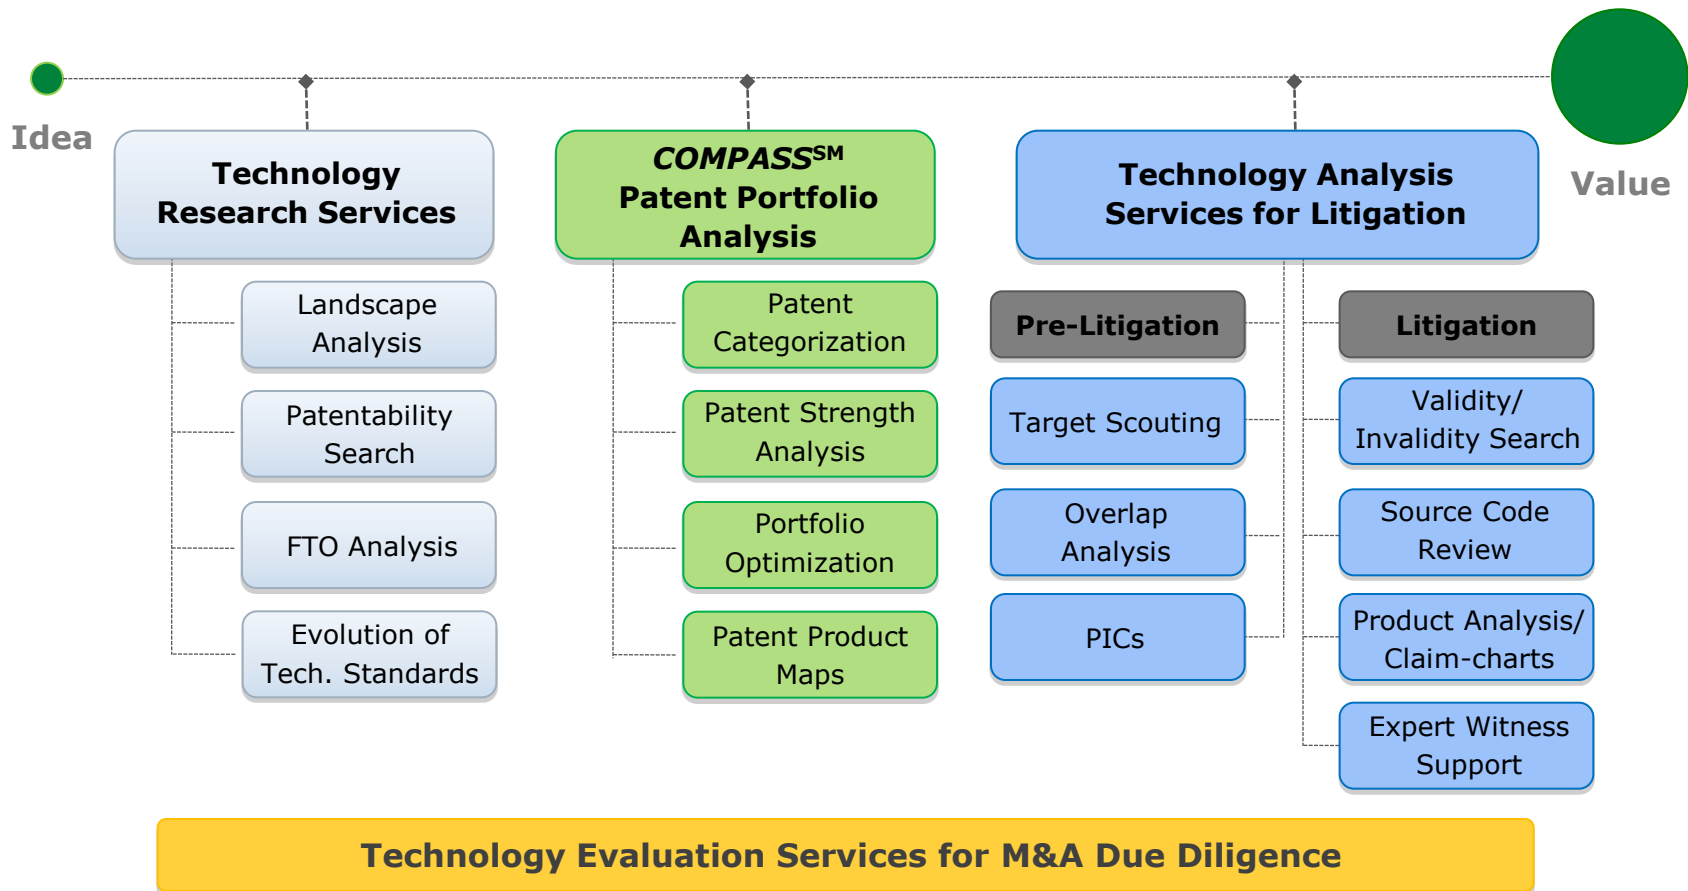 Idea
Value
Technology
Research Services
Landscape
Analysis
Patentability
Search
FTO Analysis
Evolution of
Tech. Standards
COMPASS℠
Patent Portfolio
Analysis
Patent
Categorization
Patent Strength
Analysis
Portfolio
Optimization
Patent Product
Maps
Technology Analysis
Services for Litigation
Pre-Litigation
Target Scouting
Overlap
Analysis
PICs
Litigation
Validity/
Invalidity Search
Source Code
Review
Product Analysis/
Claim-charts
Expert Witness
Support
Technology Evaluation Services for M&A Due Diligence